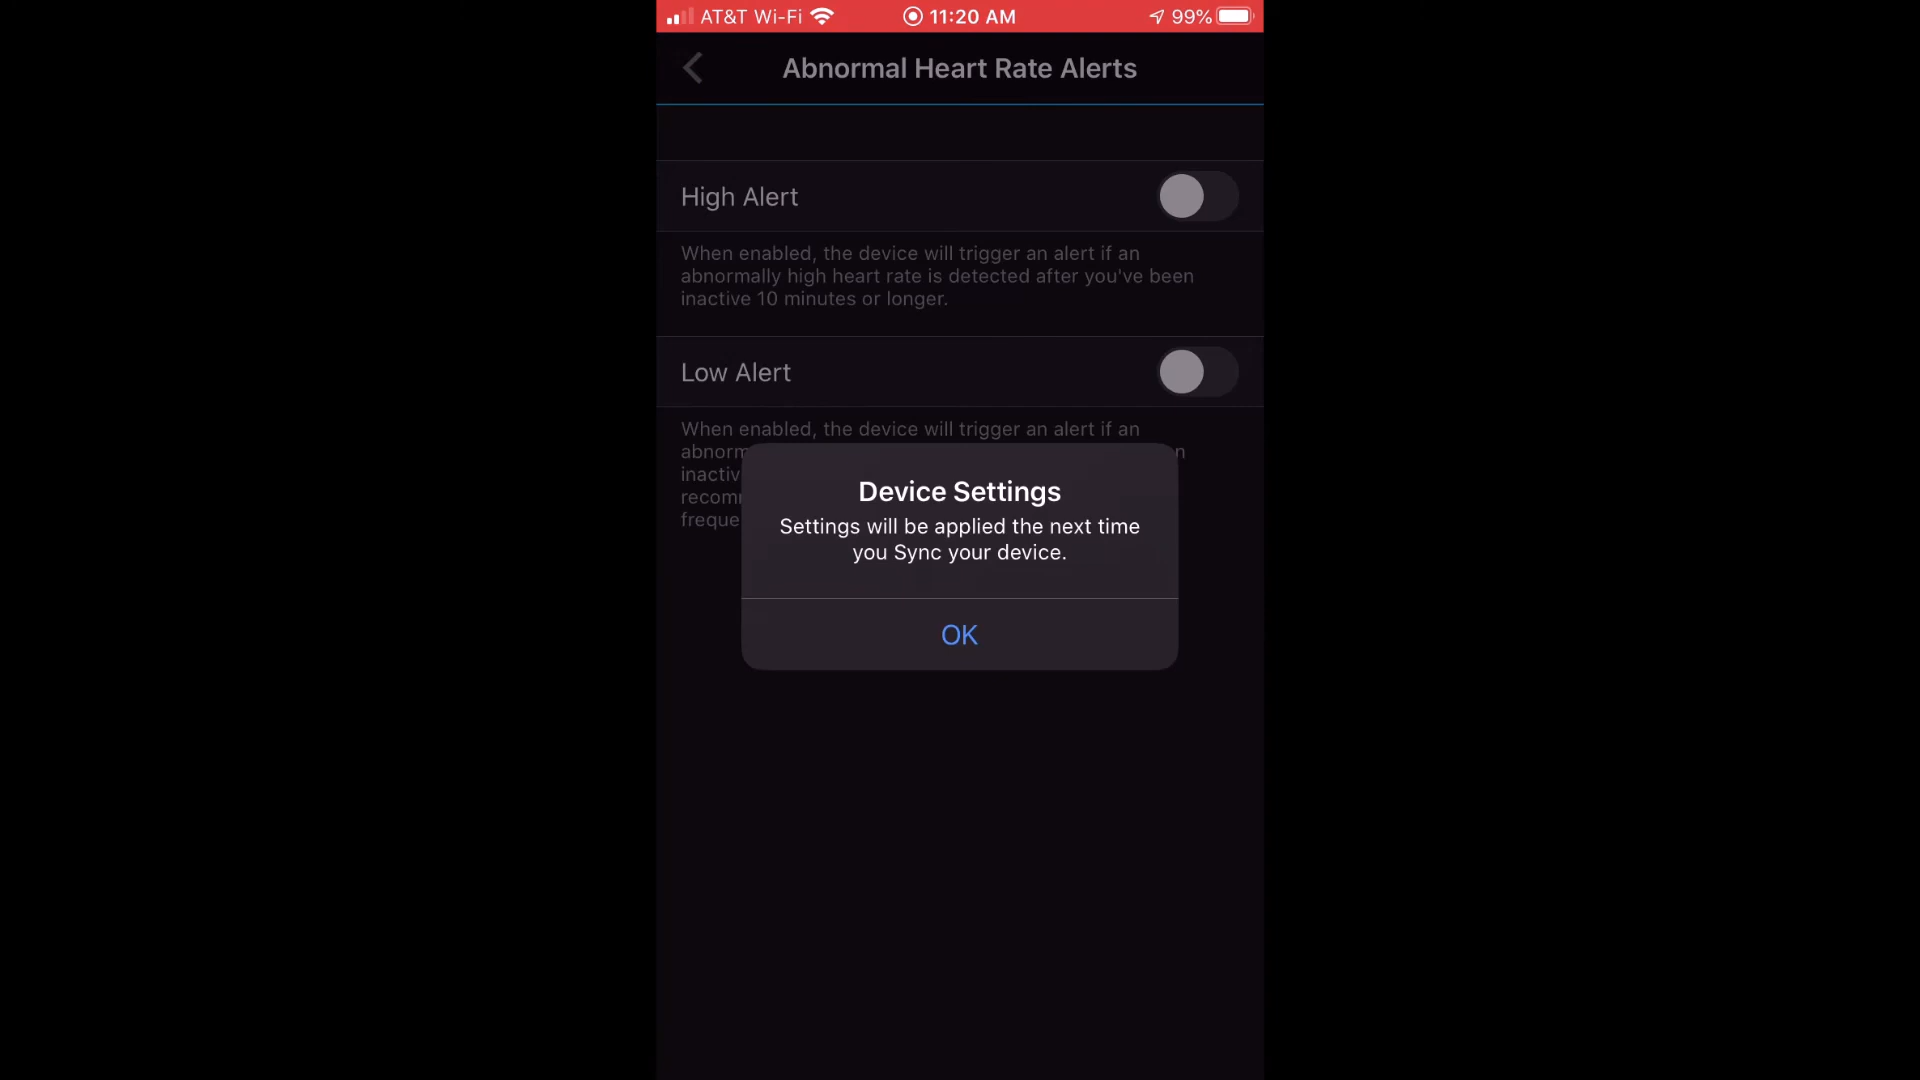 AT&T Wi-Fi 11:20 AM 99%
Abnormal Heart Rate Alerts
High Alert
When enabled, the device will trigger an alert if an
abnormally high heart rate is detected after you've been
inactive 10 minutes or longer.
Low Alert
When enabled, the device will trigger an alert if an
Device Settings
Settings will be applied the next time
you Sync your device.
OK